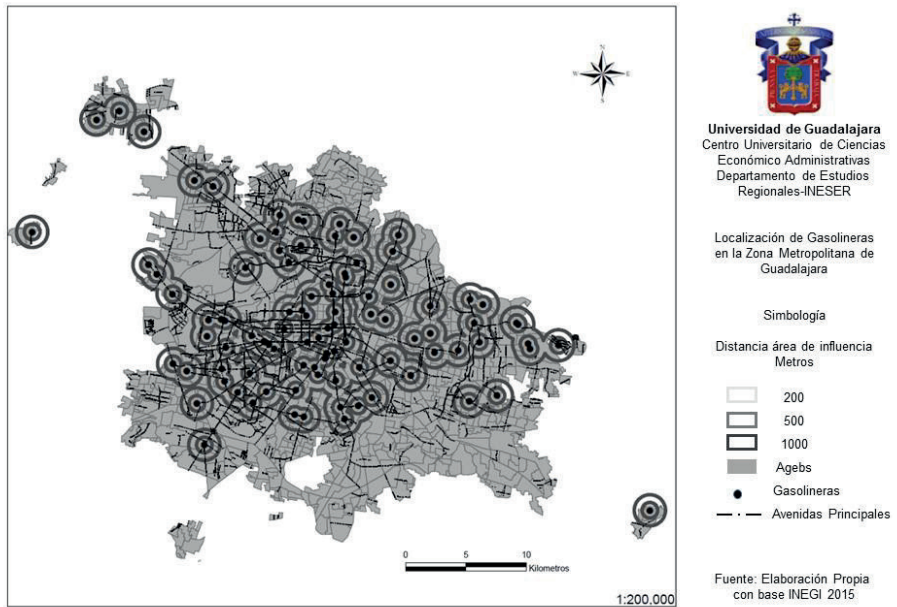 N
W
E
S
0
5
10
Kilometros
1:200,000
Universidad de Guadalajara
Centro Universitario de Ciencias
Económico Administrativas
Departamento de Estudios
Regionales-INESER
Localización de Gasolineras
en la Zona Metropolitana de
Guadalajara
Simbología
Distancia área de influencia
Metros
200
500
1000
Agebs
Gasolineras
Avenidas Principales
Fuente: Elaboración Propia
con base INEGI 2015